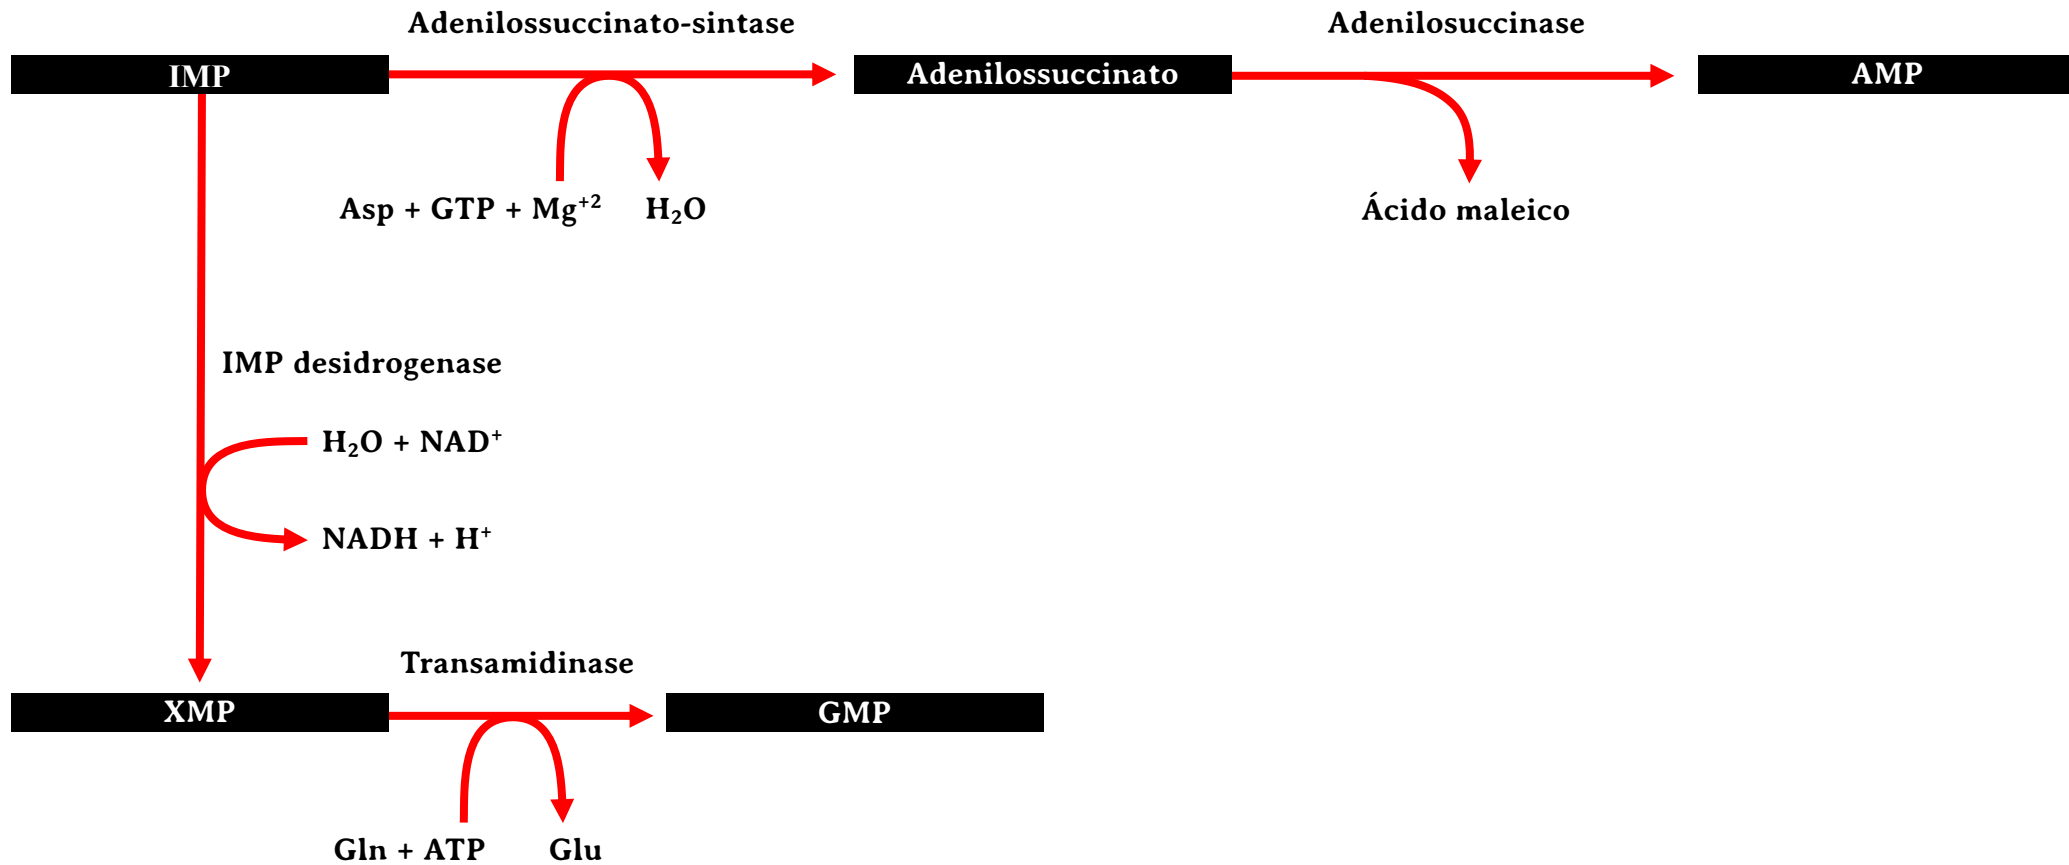 Adenilossuccinato-sintase
Adenilosuccinase
IMP
Adenilossuccinato
AMP
Asp + GTP + Mg⁺²
H₂O
Ácido maleico
IMP desidrogenase
H₂O + NAD⁺
NADH + H⁺
Transamidinase
XMP
GMP
Gln + ATP
Glu